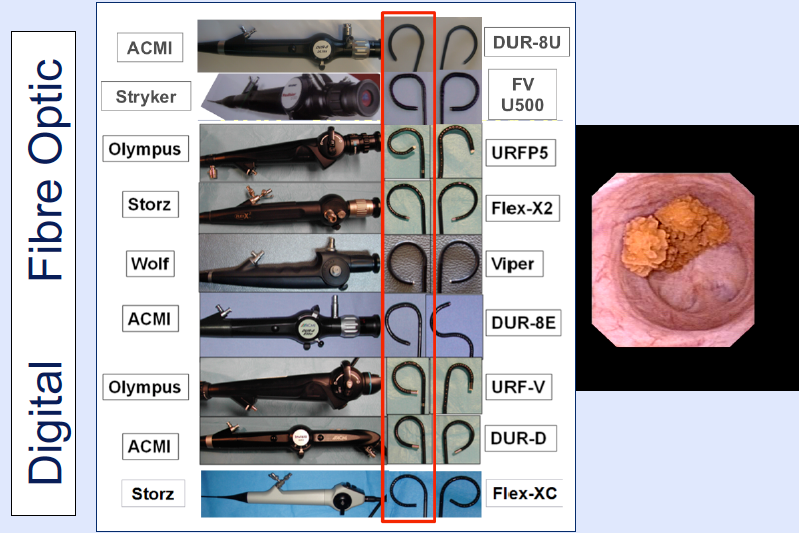 Fibre Optic
Digital
ACMI
DUR-8U
Stryker
FV
U500
Olympus
URFP5
Storz
Flex-X2
Wolf
Viper
ACMI
DUR-8E
Olympus
URF-V
ACMI
DUR-D
Storz
Flex-XC